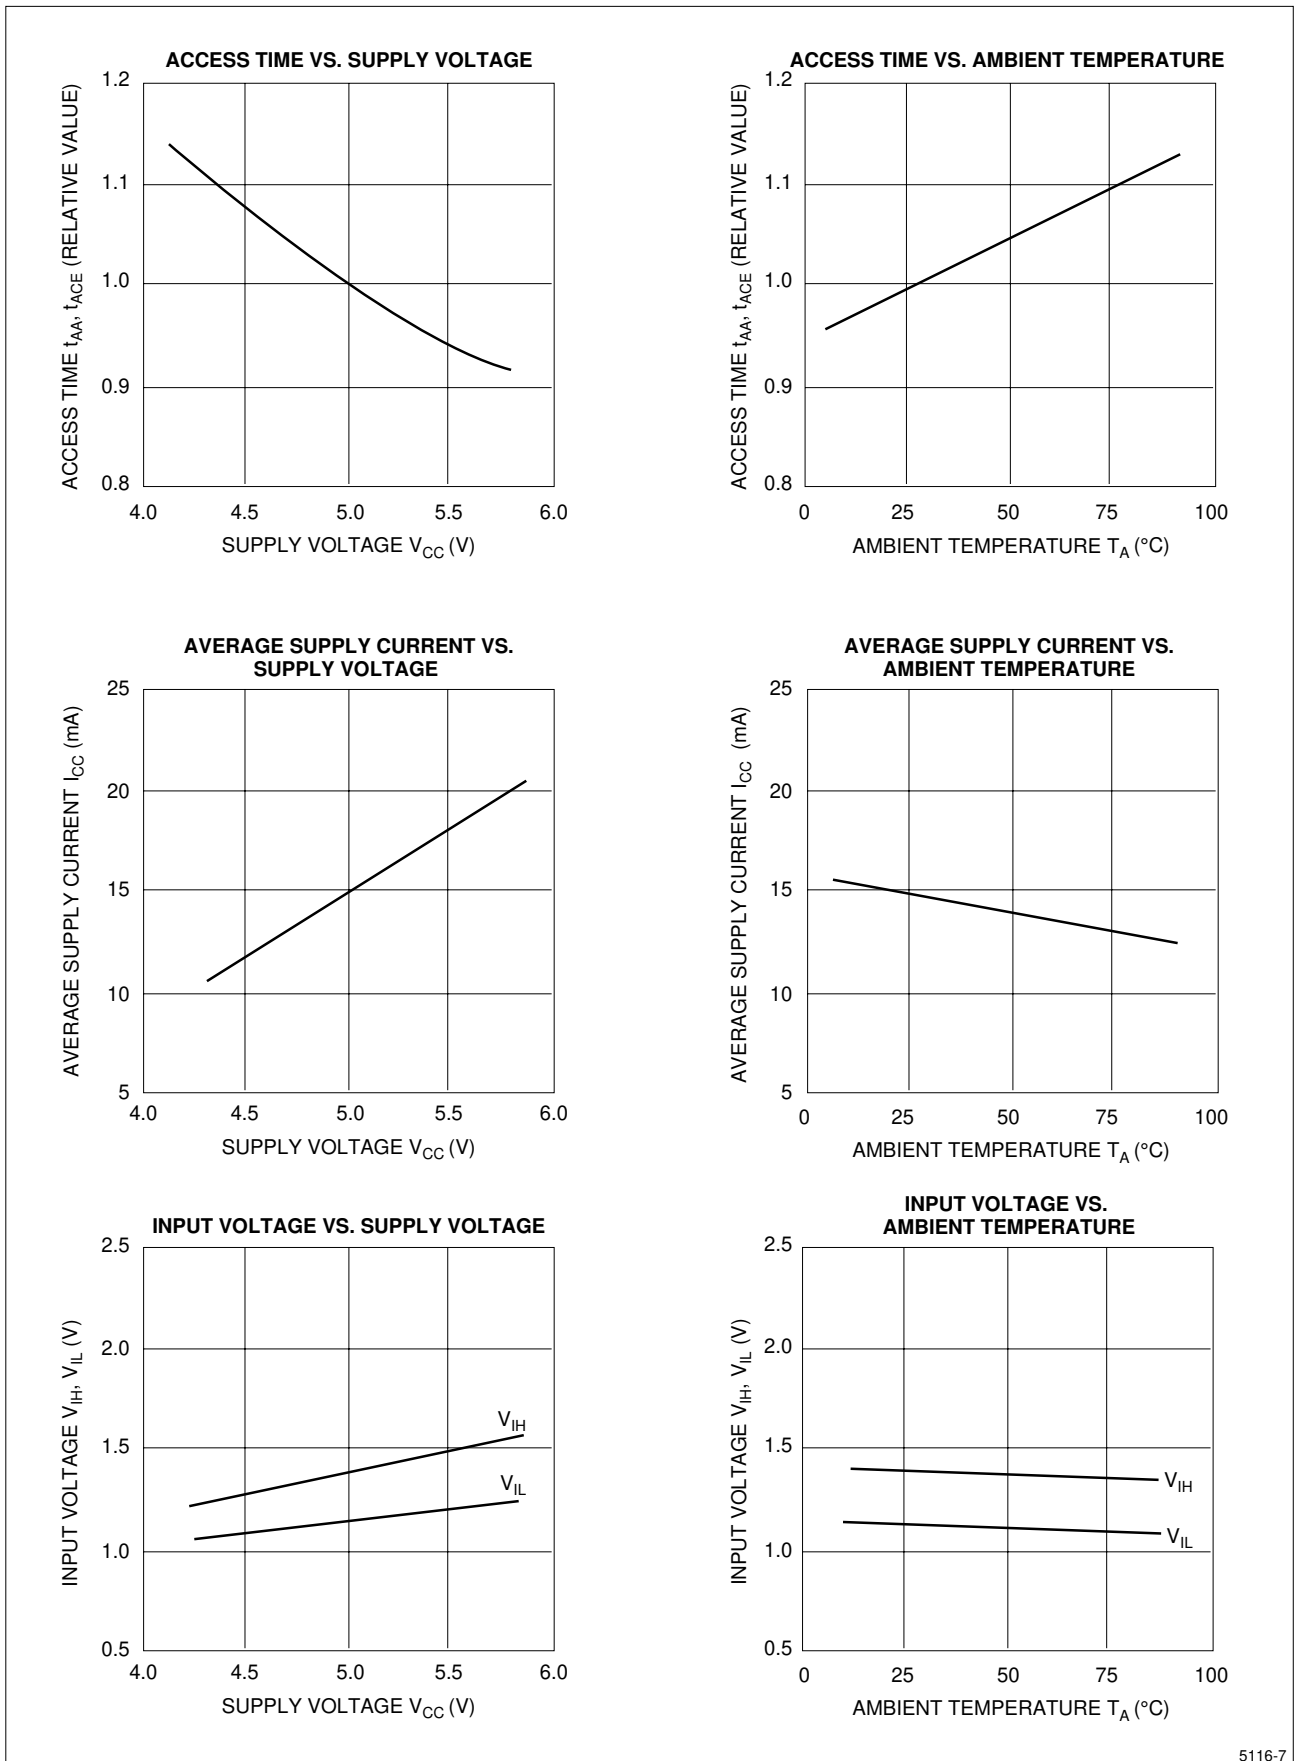 ACCESS TIME VS. SUPPLY VOLTAGE
ACCESS TIME tAA, tACE (RELATIVE VALUE)
1.2
1.1
1.0
0.9
0.8
4.0 4.5 5.0 5.5 6.0
SUPPLY VOLTAGE VCC (V)
ACCESS TIME VS. AMBIENT TEMPERATURE
ACCESS TIME tAA, tACE (RELATIVE VALUE)
1.2
1.1
1.0
0.9
0.8
0 25 50 75 100
AMBIENT TEMPERATURE TA (°C)
AVERAGE SUPPLY CURRENT VS.
SUPPLY VOLTAGE
AVERAGE SUPPLY CURRENT ICC (mA)
25
20
15
10
5
4.0 4.5 5.0 5.5 6.0
SUPPLY VOLTAGE VCC (V)
AVERAGE SUPPLY CURRENT VS.
AMBIENT TEMPERATURE
AVERAGE SUPPLY CURRENT ICC (mA)
25
20
15
10
5
0 25 50 75 100
AMBIENT TEMPERATURE TA (°C)
INPUT VOLTAGE VS. SUPPLY VOLTAGE
INPUT VOLTAGE VIH, VIL (V)
2.5
2.0
1.5
1.0
0.5
VIH
VIL
4.0 4.5 5.0 5.5 6.0
SUPPLY VOLTAGE VCC (V)
INPUT VOLTAGE VS.
AMBIENT TEMPERATURE
INPUT VOLTAGE VIH, VIL (V)
2.5
2.0
1.5
1.0
0.5
VIH
VIL
0 25 50 75 100
AMBIENT TEMPERATURE TA (°C)
5116-7